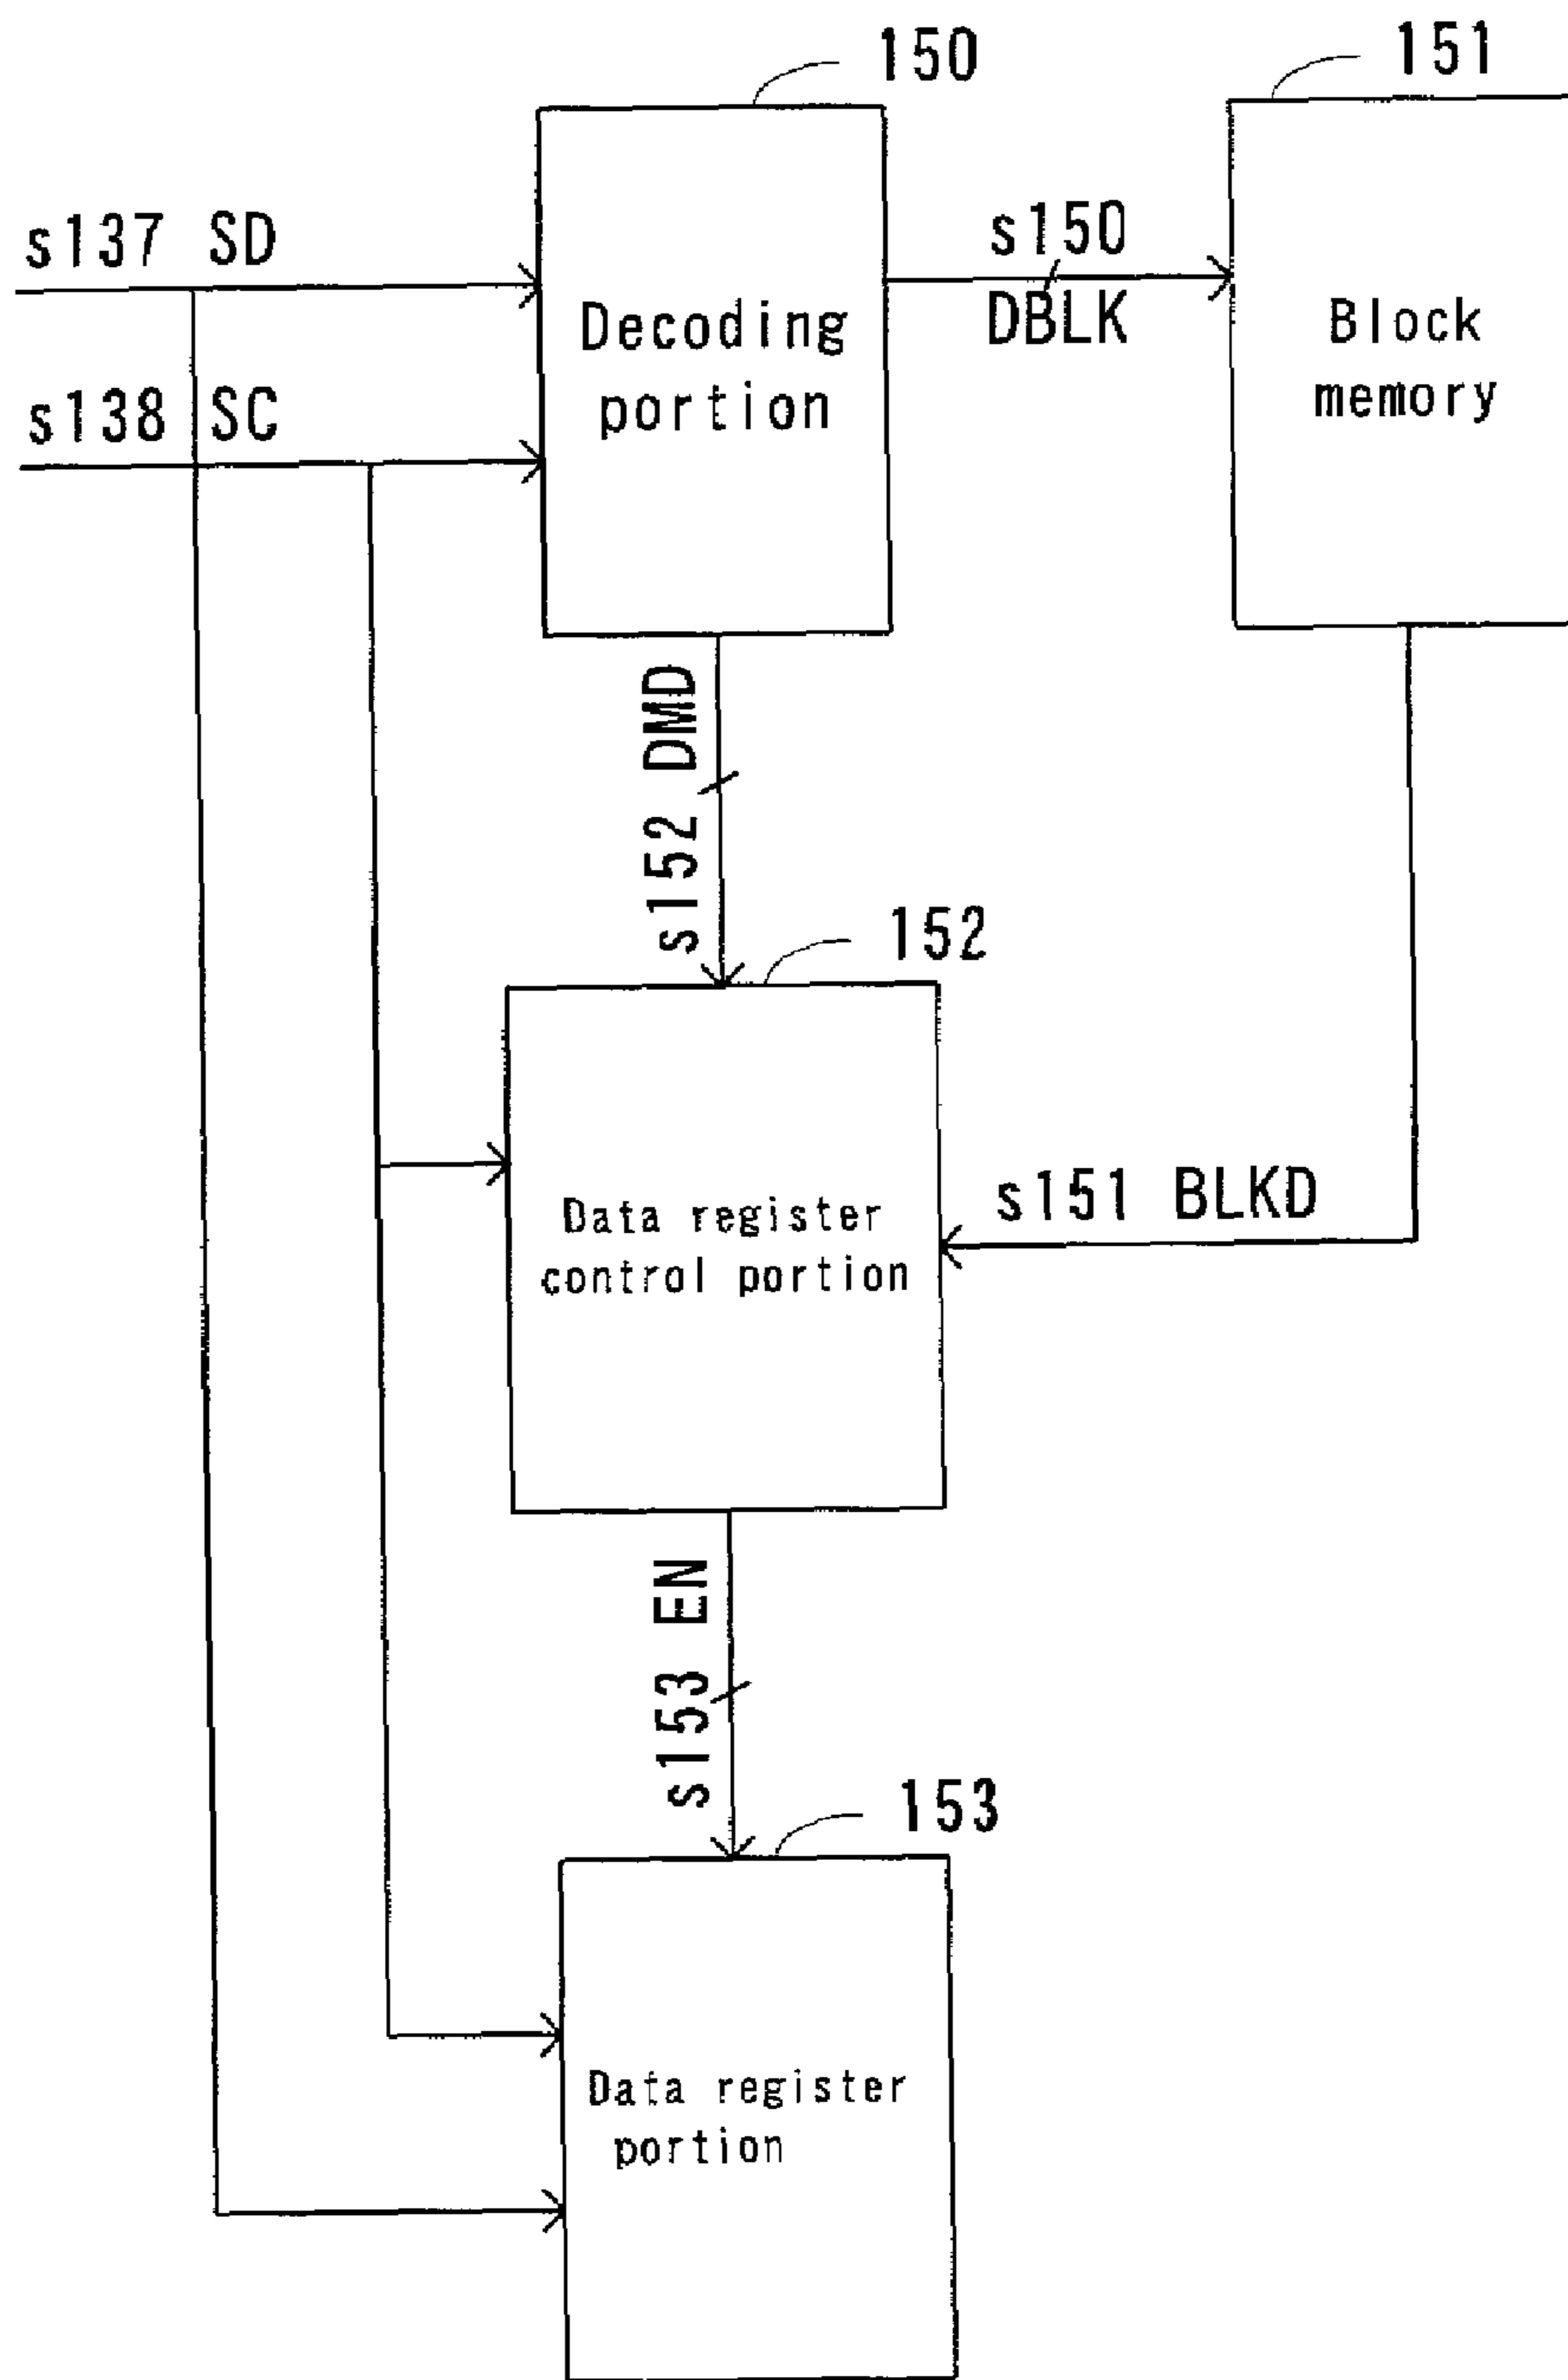 150
151
s137 SD
s150
DBLK
Decoding
portion
Block
memory
s138 SC
s152 DMD
152
s151 BLKD
Data register
control portion
s153 EN
153
Data register
portion